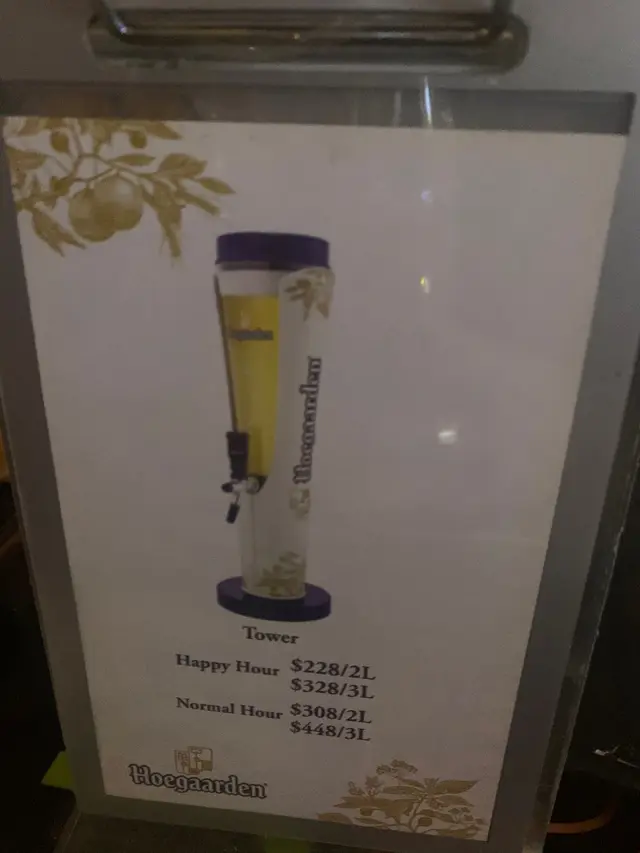 Hoegaarden
Tower
Happy Hour $228/2L
$328/3L
Normal Hour $308/2L
$448/3L
Hoegaarden